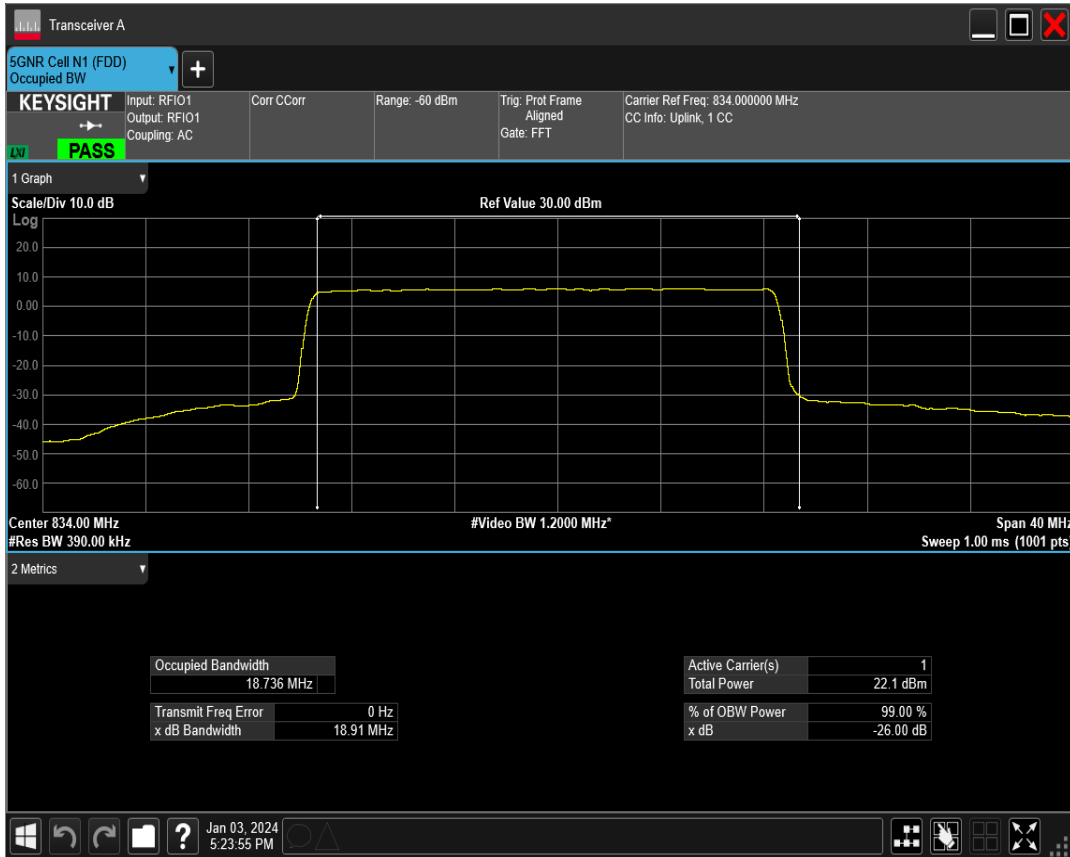 Transceiver A
5GNR Cell N1 (FDD)
Occupied BW
+
KEYSIGHT
LXI
PASS
Input: RFIO1
Output: RFIO1
Coupling: AC
Corr CCorr
Range: -60 dBm
Trig: Prot Frame
Aligned
Gate: FFT
Carrier Ref Freq: 834.000000 MHz
CC Info: Uplink, 1 CC
1 Graph
Scale/Div 10.0 dB
Ref Value 30.00 dBm
Log
20.0
10.0
0.00
-10.0
-20.0
-30.0
-40.0
-50.0
-60.0
Center 834.00 MHz
#Video BW 1.2000 MHz*
Span 40 MHz
#Res BW 390.00 kHz
Sweep 1.00 ms (1001 pts)
2 Metrics
Occupied Bandwidth
18.736 MHz
Transmit Freq Error 0 Hz
x dB Bandwidth 18.91 MHz
Active Carrier(s) 1
Total Power 22.1 dBm
% of OBW Power 99.00 %
x dB -26.00 dB
?
Jan 03, 2024
5:23:55 PM